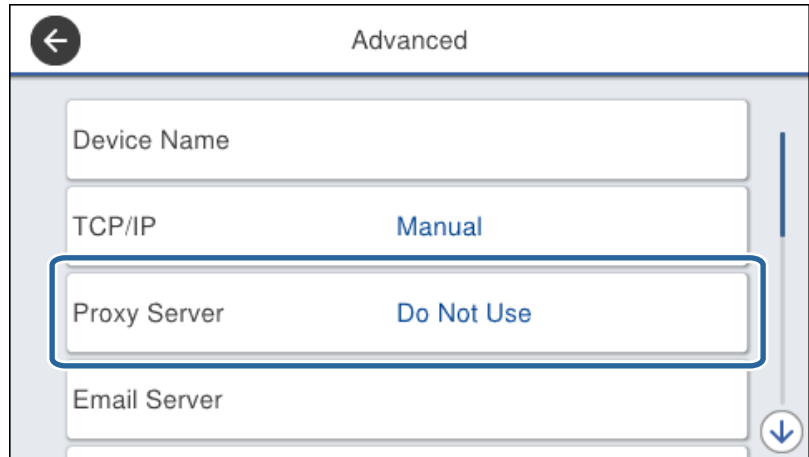 Advanced
Device Name
TCP/IP Manual
Proxy Server Do Not Use
Email Server